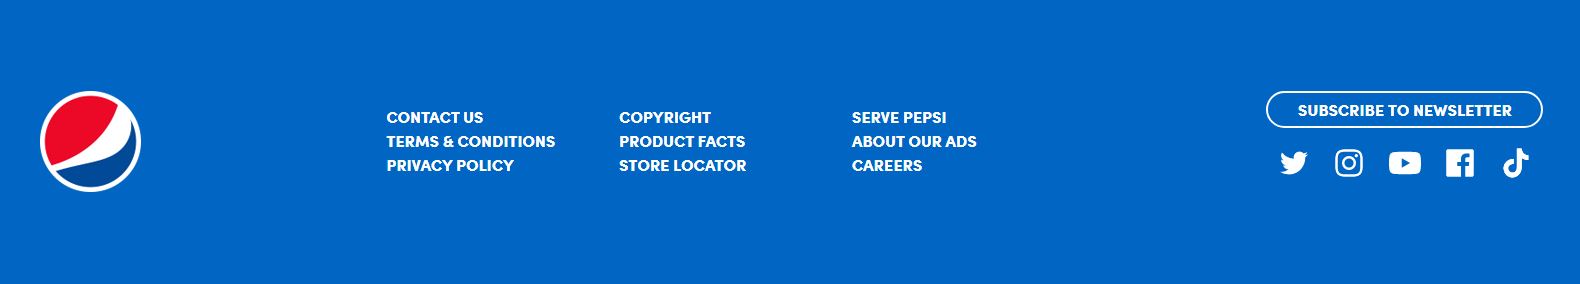 CONTACT US
TERMS & CONDITIONS
PRIVACY POLICY
COPYRIGHT
PRODUCT FACTS
STORE LOCATOR
SERVE PEPSI
ABOUT OUR ADS
CAREERS
SUBSCRIBE TO NEWSLETTER